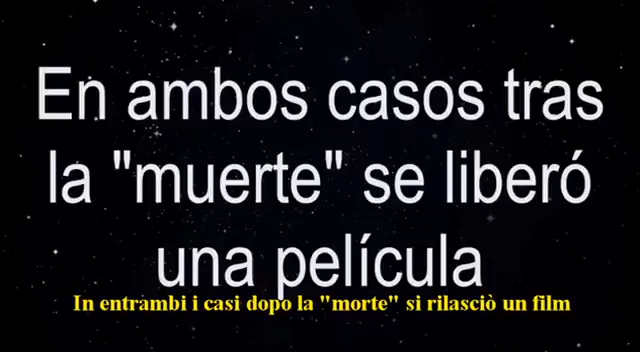 En ambos casos tras
la "muerte" se liberó
una película
In entrambi i casi dopo la "morte" si rilasciò un film